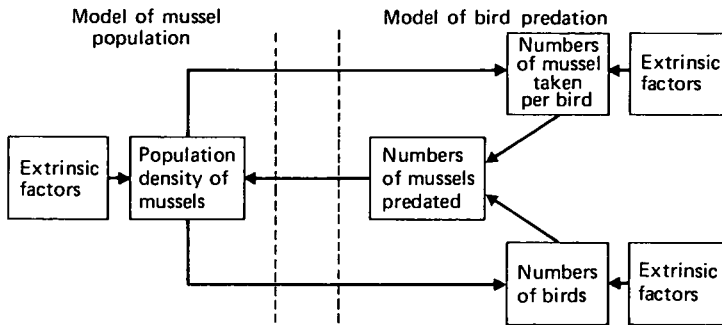 Model of mussel
population
Model of bird predation
Numbers
of mussel
taken
per bird
Extrinsic
factors
Extrinsic
factors
Population
density of
mussels
Numbers
of mussels
predated
Numbers
of birds
Extrinsic
factors